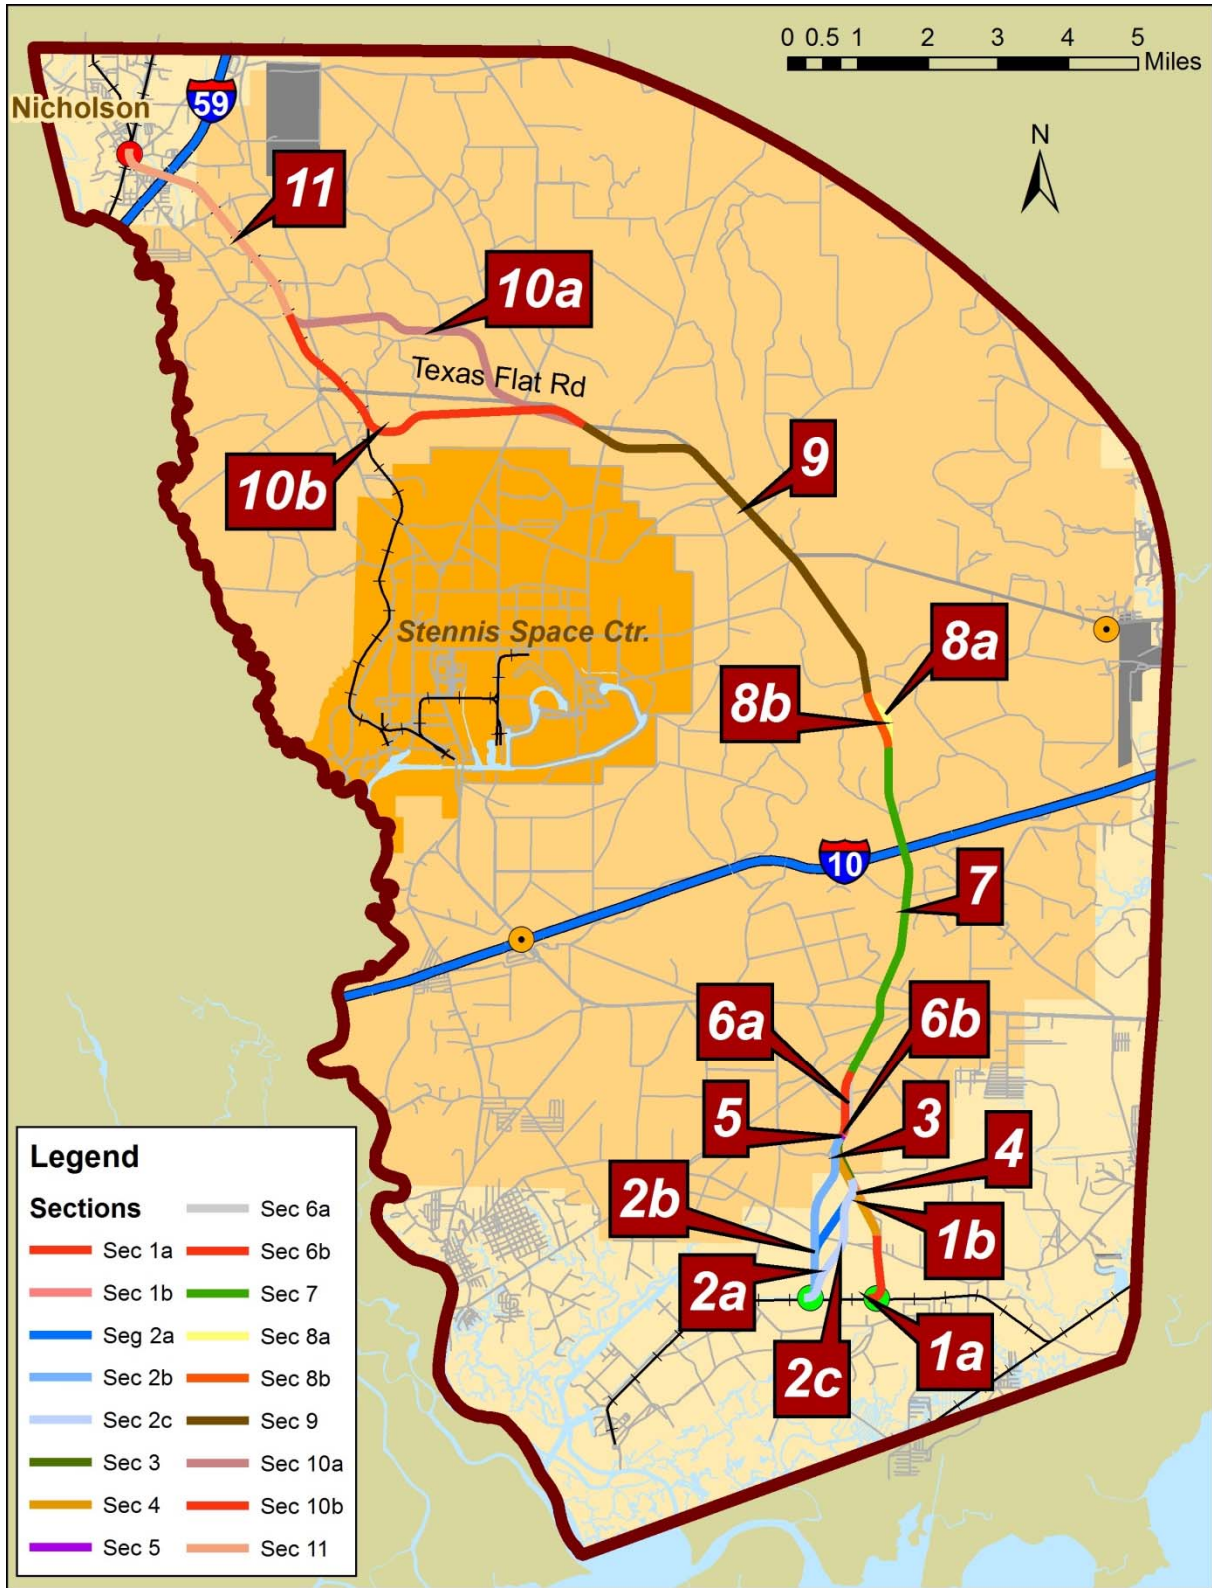 0 0.5 1 2 3 4 5
Miles
N
Nicholson
59
11
10a
Texas Flat Rd
10b
9
Stennis Space Ctr.
8a
8b
10
7
6a
6b
5
3
4
2b
1b
2a
1a
2c
Legend
Sections
Sec 1a
Sec 1b
Seg 2a
Sec 2b
Sec 2c
Sec 3
Sec 4
Sec 5
Sec 6a
Sec 6b
Sec 7
Sec 8a
Sec 8b
Sec 9
Sec 10a
Sec 10b
Sec 11